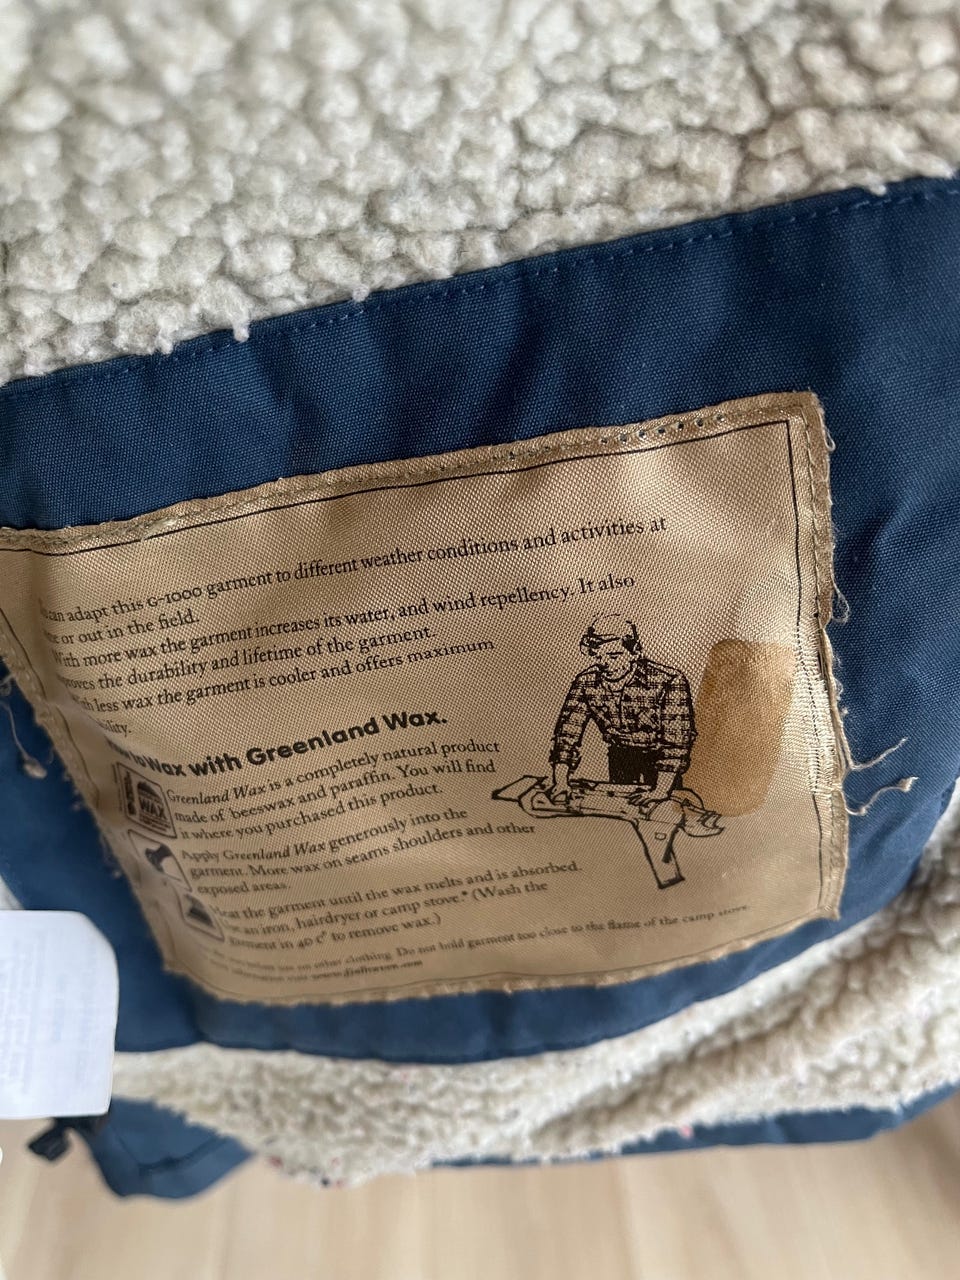 can adapt this G-1000 garment to different weather conditions and activities at
or out in the field.
With more wax the garment increases its water, and wind repellency. It also
the durability and lifetime of the garment.
less wax the garment is cooler and offers maximum
Wax with Greenland Wax.
Greenland Wax is a completely natural product
made of beeswax and paraffin. You will find
it where you purchased this product.
WAX
Apply Greenland Wax generously into the
garment. More wax on seams shoulders and other
exposed areas.
Heat the garment until the wax melts and is absorbed.
an iron, hairdryer or camp stove.* (Wash the
garment in 40 c° to remove wax.)
on other clothing. Do not hold garment too close to the flame of the camp stove.